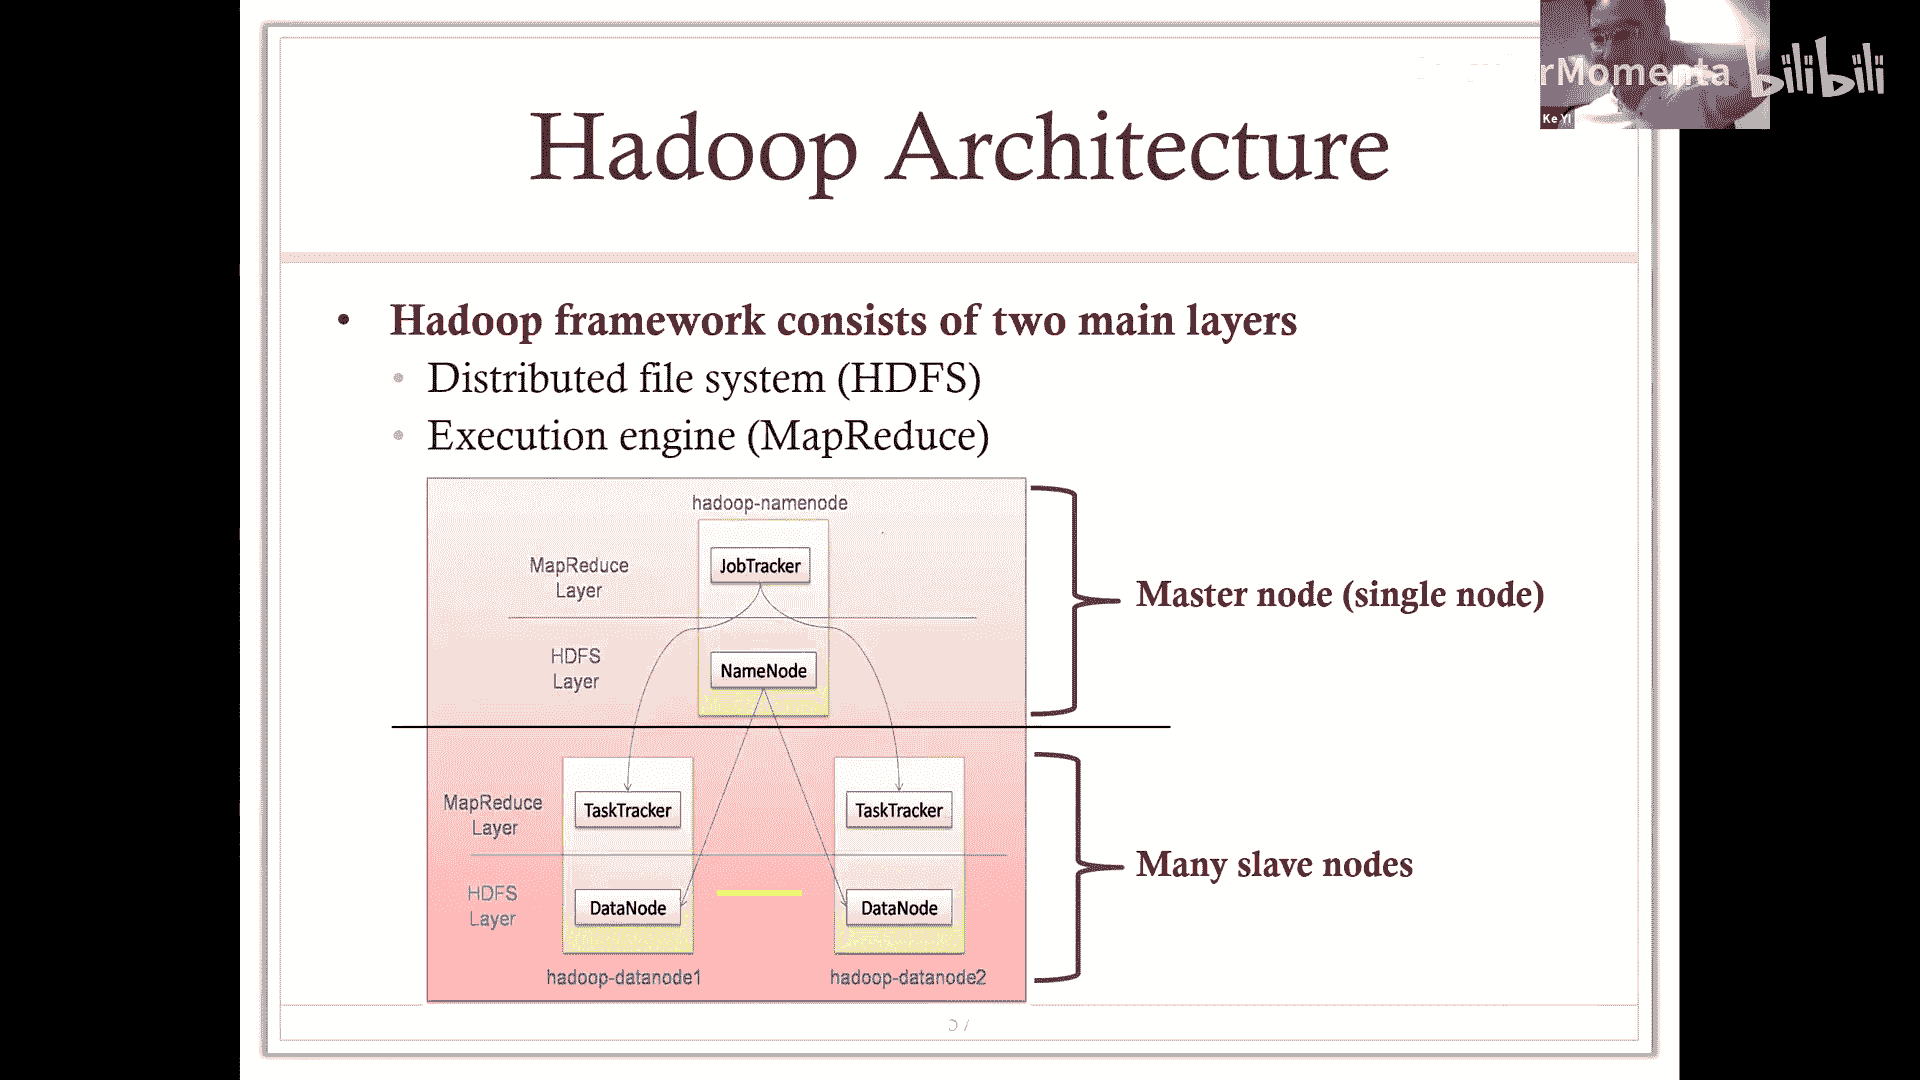 Hadoop Architecture
rMomenta
bilibili
Ke YI
• Hadoop framework consists of two main layers
• Distributed file system (HDFS)
• Execution engine (MapReduce)
hadoop-namenode
MapReduce
Layer
JobTracker
HDFS
Layer
NameNode
Master node (single node)
MapReduce
Layer
TaskTracker
TaskTracker
HDFS
Layer
DataNode
DataNode
Many slave nodes
hadoop-datanode1
hadoop-datanode2